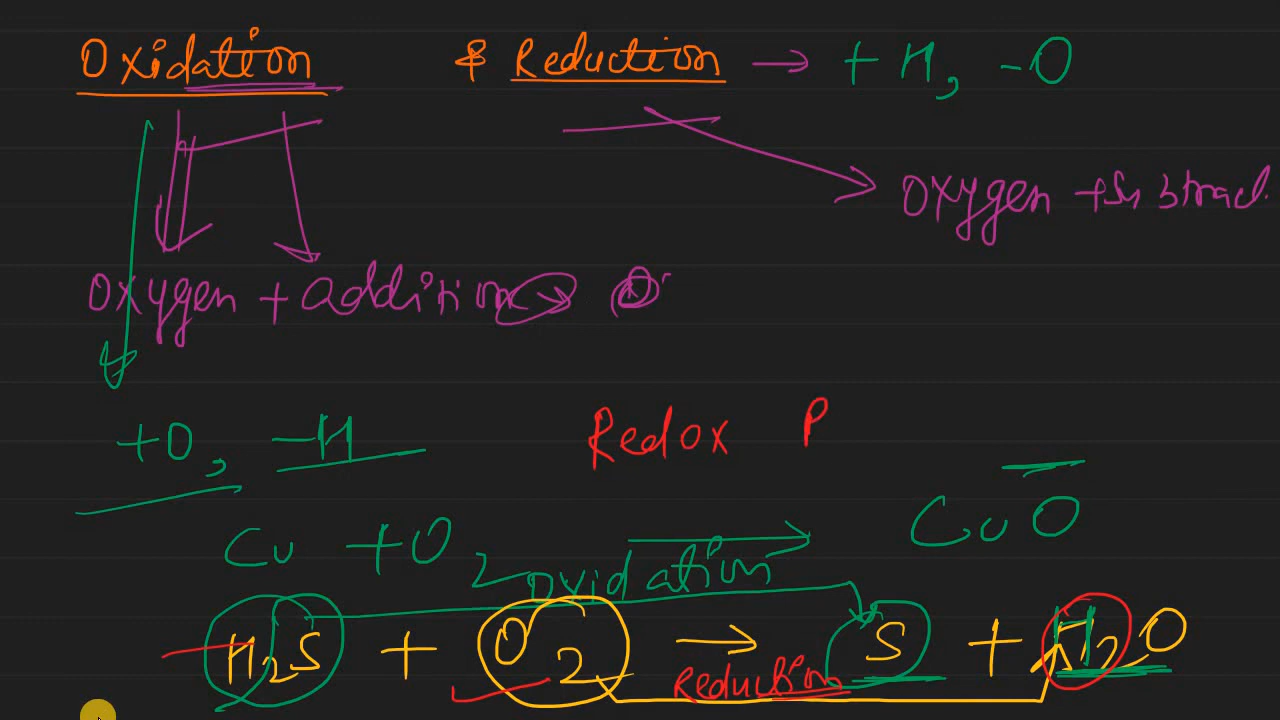 Oxidation & Reduction → + H, - O
Oxygen + Substract.
Oxygen + addition →
+O, -H
Redox P
Cu + O2 → CuO
Oxidation
H2S + O2 → S + H2O
Reduction